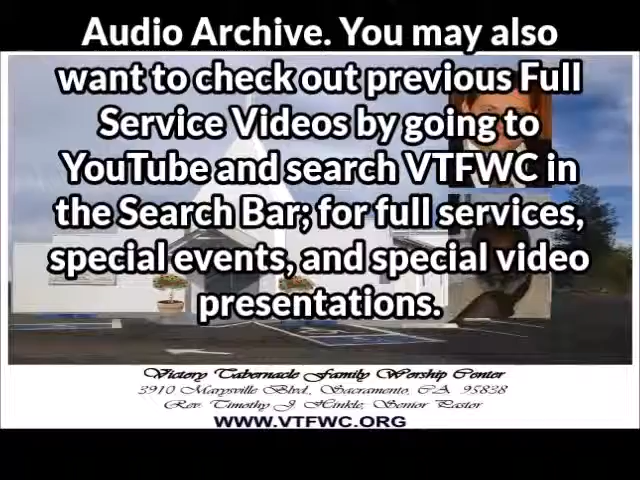 Audio Archive. You may also
want to check out previous Full
Service Videos by going to
YouTube and search VTFWC in
the Search Bar; for full services,
special events, and special video
presentations.
Victory Tabernacle Family Worship Center
3910 Marysville Blvd., Sacramento, CA 95838
Rev. Timothy J. Hinkle, Senior Pastor
WWW.VTFWC.ORG